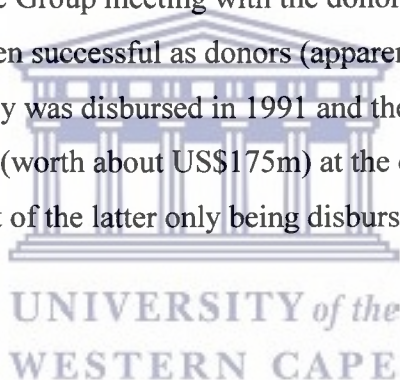 Group meeting with the donor
en successful as donors (apparen
y was disbursed in 1991 and the
(worth about US$175m) at the
of the latter only being disburs
UNIVERSITY of the
WESTERN CAPE